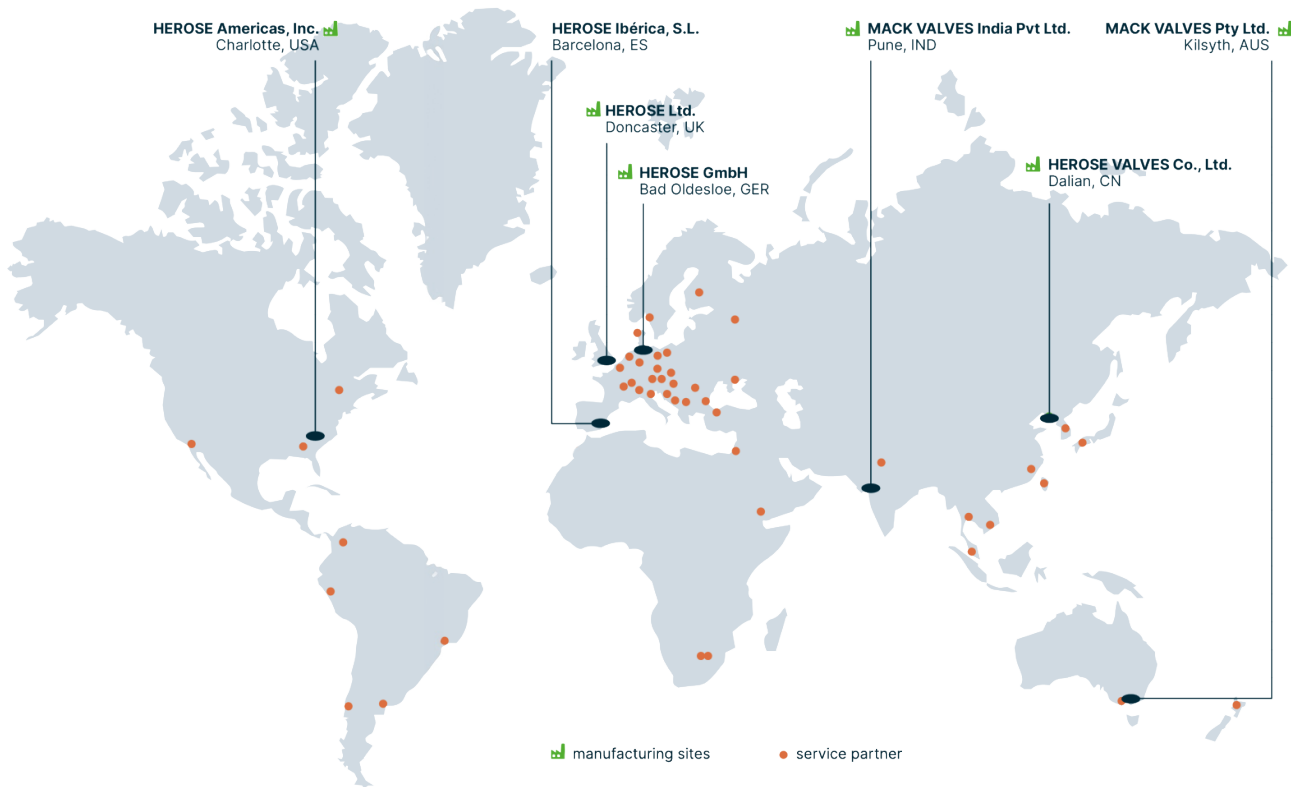 HEROSE Americas, Inc.
Charlotte, USA
HEROSE Ibérica, S.L.
Barcelona, ES
MACK VALVES India Pvt Ltd.
Pune, IND
MACK VALVES Pty Ltd.
Kilsyth, AUS
HEROSE Ltd.
Doncaster, UK
HEROSE GmbH
Bad Oldesloe, GER
HEROSE VALVES Co., Ltd.
Dalian, CN
manufacturing sites
service partner